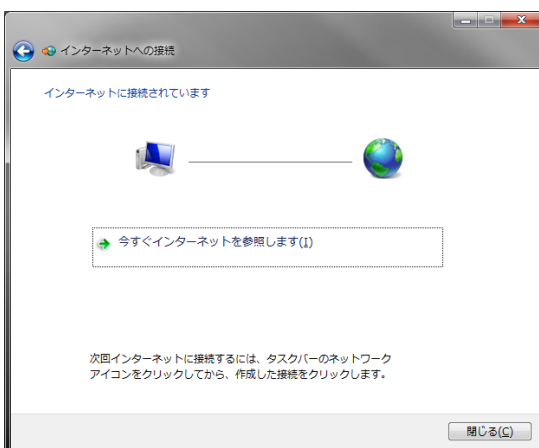 インターネットへの接続
インターネットに接続されています
今すぐインターネットを参照します(I)
次回インターネットに接続するには、タスクバーのネットワーク
アイコンをクリックしてから、作成した接続をクリックします。
閉じる(C)